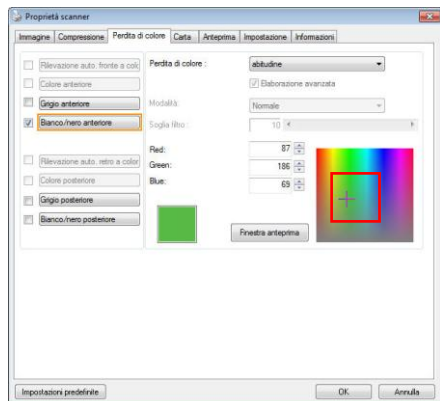 Proprietà scanner
Immagine Compressione Perdita di colore Carta Anteprima Impostazione Informazioni
Rilevazione auto. fronte a colo
Colore anteriore
Grigio anteriore
Bianco/nero anteriore
Rilevazione auto. retro a color
Colore posteriore
Grigio posteriore
Bianco/nero posteriore
Perdita di colore : abitudine
Elaborazione avanzata
Modalità: Normale
Soglia filtro : 10
Red: 87
Green: 186
Blue: 69
Finestra anteprima
Impostazioni predefinite OK Annulla